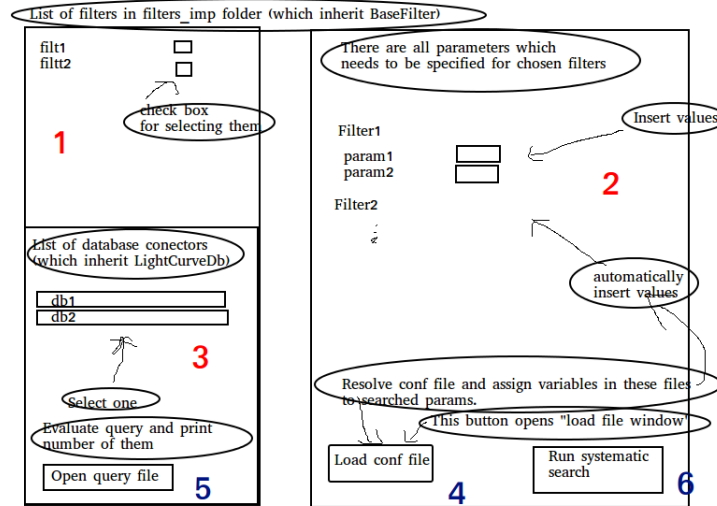 List of filters in filters_imp folder (which inherit BaseFilter)
filt1
filtt2
check box
for selecting them
1
There are all parameters which
needs to be specified for chosen filters
Filter1
Insert values
param1
param2
2
Filter2
automatically
insert values
List of database conectors
(which inherit LightCurveDb)
db1
db2
3
Select one
Evaluate query and print
number of them
Open query file
5
Resolve conf file and assign variables in these files
to searched params.
This button opens "load file window"
Load conf file
4
Run systematic
search
6